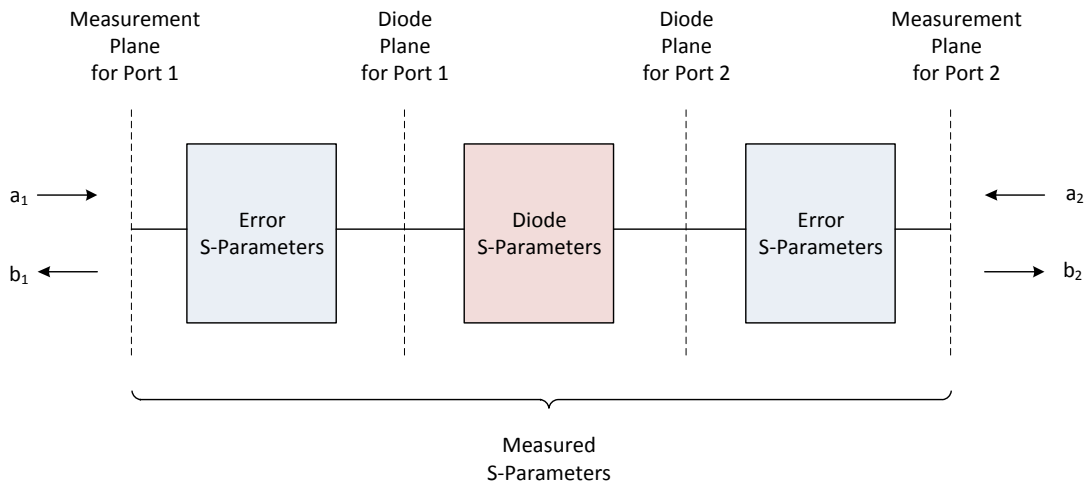 Measurement
Plane
for Port 1
Diode
Plane
for Port 1
Diode
Plane
for Port 2
Measurement
Plane
for Port 2
a₁
b₁
Error
S-Parameters
Diode
S-Parameters
Error
S-Parameters
a₂
b₂
Measured
S-Parameters